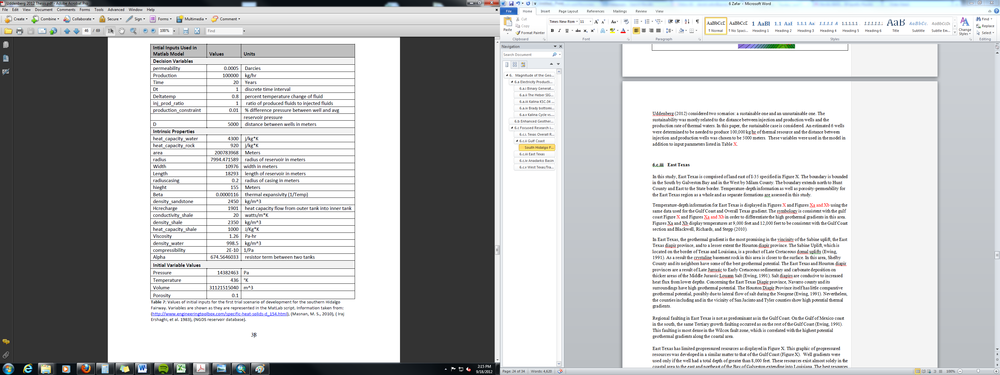 Uddenberg 2012 Thesis.pdf - Adobe Acrobat Pro
File Edit View Document Comments Forms Tools Advanced Window Help
Create Combine Collaborate Secure Sign Forms Multimedia Comment
46 / 69 100% Find
Intial Inputs Used in Matlab Model Values Units
Decision Variables
permeability 0.0005 Darcies
Production 100000 kg/hr
Time 20 Years
Dt 1 discrete time interval
Deltatemp 0.8 percent temperature change of fluid
inj_prod_ratio 1 ratio of produced fluids to injected fluids
production_constraint 0.01 % difference pressure between well and avg
reservoir pressure
D 5000 distance between wells in meters
Intrinsic Properties
heat_capacity_water 4300 j/kg*K
heat_capacity_rock 920 j/kg*K
area 200783968 Meters
radius 7994.471589 radius of reservoir in meters
Width 10976 width in meters
Length 18293 length of reservoir in meters
radiuscasing 0.2 radius of casing in meters
hieght 155 Meters
Beta 0.0000116 thermal expansivity (1/Temp)
density_sandstone 2450 kg/m^3
Hcrecharge 1901 heat capacity flow from outer tank into inner tank
conductivity_shale 20 watts/m*K
density_shale 2350 kg/m^3
heat_capacity_shale 1000 J/Kg*K
Viscosity 1.26 Pa-hr
density_water 998.5 kg/m^3
compressibility 2E-10 1/Pa
Alpha 674.5646033 resistor term between two tanks
Initial Variable Values
Pressure 14382463 Pa
Temperature 436 °K
Volume 31121515040 m^3
Porosity 0.1
Table 7: Values of initial inputs for the first trial scenario of development for the southern Hidalgo
Fairway. Variables are shown as they are represented in the MatLab script. Information taken from:
(http://www.engineeringtoolbox.com/specific-heat-solids-d_154.html), (Masnan, M. S., 2010), ( Iraj
Ershaghi, et al. 1983), (NGDS reservoir database).
38
2:15 PM
9/18/2012
6 Zafar - Microsoft Word
File Home Insert Page Layout References Mailings Review View
Paste Cut
Copy
Format Painter
Clipboard
Times New Rom 11
Font
Paragraph
AaBbCcDc AaBbCcDc 1 AaBb 1.1 AaB 1.1.1 Aa 1.1.1.1 A 1.1.1.1.1 1.1.1.1.1. AaB AaBbCc. AaBbCcDc
¶ Normal ¶ No Spaci... Heading 1 Heading 2 Heading 3 Heading 4 Heading 5 Heading 6 Title Subtitle Subtle Em...
Change Styles
Styles
Find
Replace
Select
Editing
Navigation
Search Document
6. Magnitude of the Geo...
6.a Electricity Producti...
6.a.i Binary Generat...
6.a.ii The Heber SIG...
6.a.iii Kalina KSC-34 ...
6.a.iv Brady bottomi...
6.a.v Kalina Cycle vs....
6.b Enhanced Geother...
6.c Focused Research i...
6.c.i. Texas Overall R...
6.c.ii Gulf Coast
South Hidalgo F...
6.c.iii East Texas
6.c.iv Anadarko Basin
6.c.v West Texas/Tra...
Uddenberg (2012) considered two scenarios: a sustainable one and an unsustainable one. The
sustainability was mostly related to the distance between injection and production wells and the
production rate of thermal waters. In this paper, the sustainable case is considered. An estimated 6 wells
were determined to be needed to produce 100,000 kg/hr of thermal resource and the distance between
injection and production wells was chosen to be 5000 meters. These variables were used in the model in
addition to input parameters listed in Table X.
6.c.iii East Texas
In this study, East Texas is comprised of land east of I-35 specified in Figure X. The boundary is bounded
in the South by Galveston Bay and in the West by Milam County. The boundary extends north to Hunt
County and East to the State border. Temperature-depth information as well as porosity-permeability for
the East Texas region as a whole and as separate formations are assessed in this study.
Temperature-depth information for East Texas is displayed in Figures X and Figures Xa and Xb using the
same data used for the Gulf Coast and Overall Texas gradient. The symbology is consistent with the gulf
coast Figure X and Figures Xa and Xb in order to differentiate the high geothermal gradients in this area.
Figures Xa and Xb display temperatures at 9,000 feet and 12,000 feet to be consistent with the Gulf Coast
section and Blackwell, Richards, and Stepp (2010).
In East Texas, the geothermal gradient is the most promising in the vincinity of the Sabine uplift, the East
Texas diapir province, and to a lesser extent the Houston diapir province. The Sabine Uplift, which is
located on the border of Texas and Louisiana, is a product of Late Cretaceous domal uplifts (Ewing,
1991). As a result the crystaline basement rock in this area is closer to the surface. In this area, Shelby
County and its neighbors have some of the best geothermal potential. The East Texas and Houston diapir
provinces are a result of Late Jurrasic to Early Cretaceous sedimentary and carbonate deposition on
thicker areas of the Middle Jurassic Louann Salt (Ewing, 1991). Salt diapirs are conducive to increased
heat flux from lower depths. Concerning the East Texas Diapir province, Navarro county and its
surroundings have high geothermal potential. The Houston Diapir Province itself has little comparative
geothermal potential, possibly due to lateral flow of salt during the Neogene (Ewing, 1991). Nevertheless,
the counties including and in the vicinity of San Jacinto and Tyler counties show high potential thermal
gradients.
Regional faulting in East Texas is not as predominant as in the Gulf Coast. On the Gulf of Mexico coast
in the south, the same Tertiary growth faulting occurred as on the rest of the Gulf Coast (Ewing, 1991).
This faulting is most dense in the Wilcox fault zone, which is correlated with the highest potential
geothermal gradients along the coastal area.
East Texas has limited geopressured resources as displayed in Figure X. This graphic of geopressured
resources was developed in a similar matter to that of the Gulf Coast (Figure X). Well gradients were
used only if the well had a total depth of greater than 8,000 feet. These resources exist almost solely in the
coastal area to the east and northeast of the Bay of Galveston extending into Louisiana. The best resources
Page: 24 of 34 Words: 4,620 100%